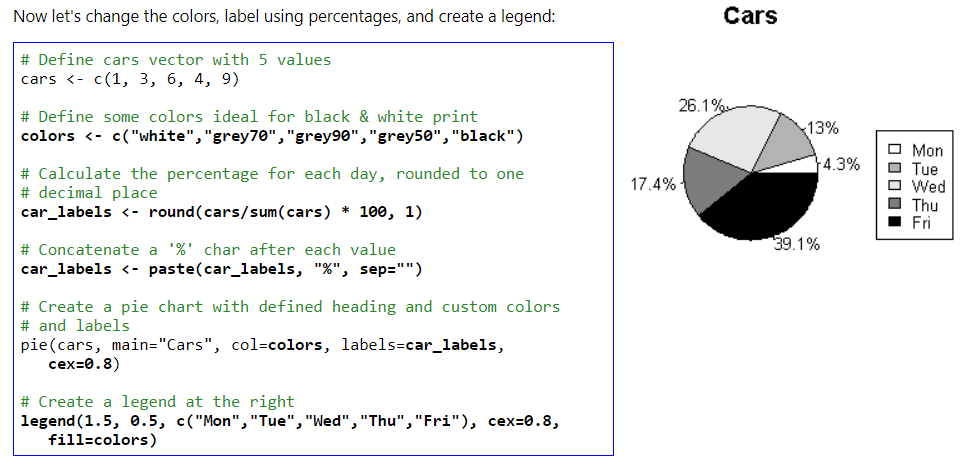 Now let's change the colors, label using percentages, and create a legend:
# Define cars vector with 5 values
cars <- c(1, 3, 6, 4, 9)
# Define some colors ideal for black & white print
colors <- c("white","grey70","grey90","grey50","black")
# Calculate the percentage for each day, rounded to one
# decimal place
car_labels <- round(cars/sum(cars) * 100, 1)
# Concatenate a '%' char after each value
car_labels <- paste(car_labels, "%", sep="")
# Create a pie chart with defined heading and custom colors
# and labels
pie(cars, main="Cars", col=colors, labels=car_labels,
cex=0.8)
# Create a legend at the right
legend(1.5, 0.5, c("Mon","Tue","Wed","Thu","Fri"), cex=0.8,
fill=colors)
Cars
26.1%
13%
4.3%
17.4%
39.1%
Mon
Tue
Wed
Thu
Fri